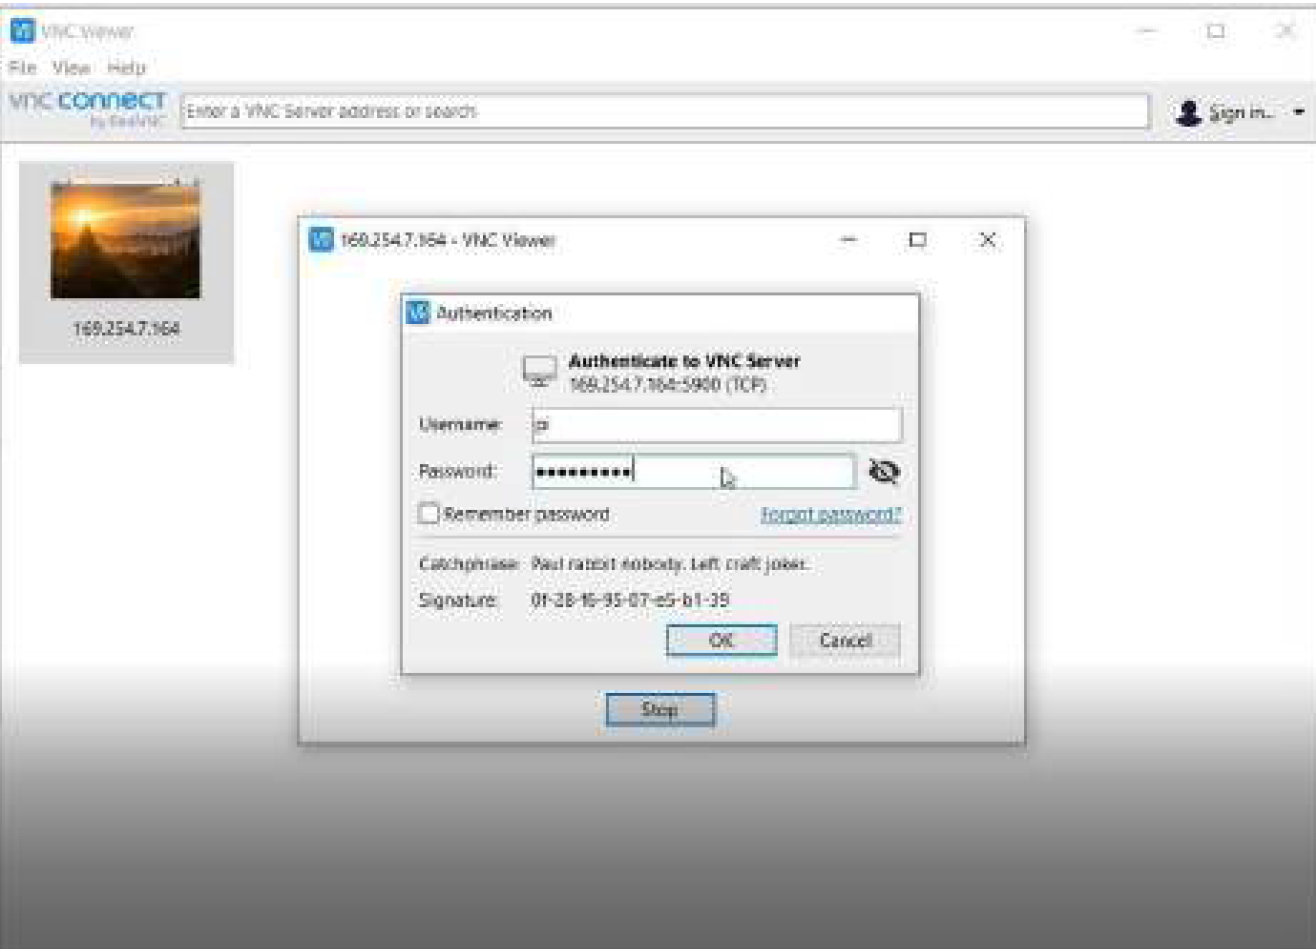 VNC Viewer
File View Help
vnc connect
by RealVNC
Enter a VNC Server address or search
Sign in...
169.254.7.164
169.254.7.164 - VNC Viewer
Authentication
Authenticate to VNC Server
169.254.7.164:5900 (TCP)
Username: pi
Password: •••••••••
Remember password
Forgot password?
Catchphrase: Paul rabbit nobody. Left craft joker.
Signature: 0f-28-f6-95-07-e5-b1-39
OK
Cancel
Stop